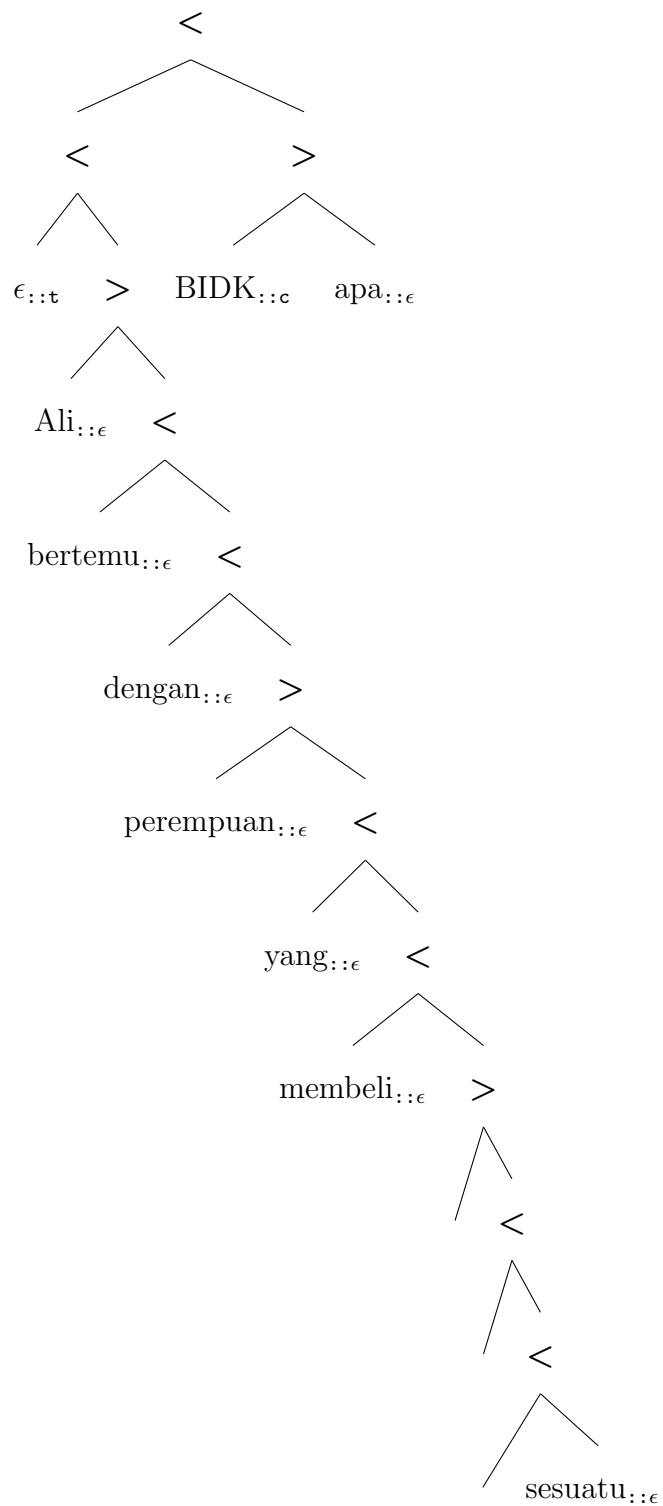 <
< >
ϵ::t > BIDK::c apa::ϵ
Ali::ϵ <
bertemu::ϵ <
dengan::ϵ >
perempuan::ϵ <
yang::ϵ <
membeli::ϵ >
<
<
sesuatu::ϵ